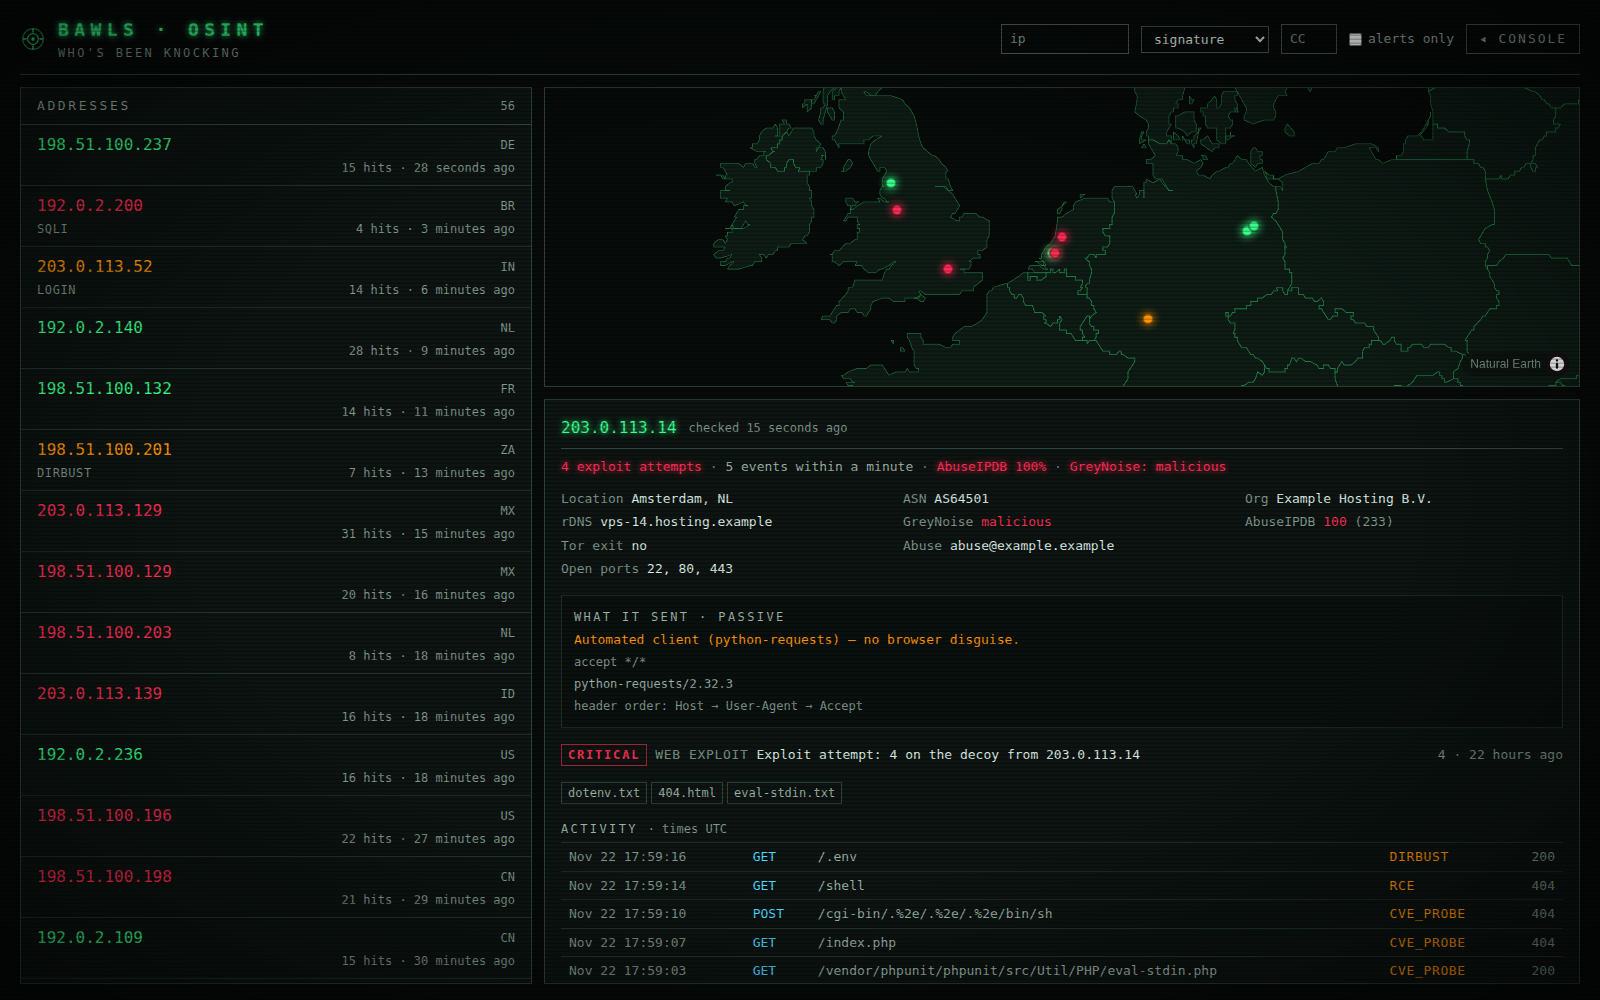 BAWLS · OSINT
WHO'S BEEN KNOCKING
ip
signature
CC
alerts only
◂ CONSOLE
ADDRESSES 56
198.51.100.237 DE
15 hits · 28 seconds ago
192.0.2.200 BR
SQLI 4 hits · 3 minutes ago
203.0.113.52 IN
LOGIN 14 hits · 6 minutes ago
192.0.2.140 NL
28 hits · 9 minutes ago
198.51.100.132 FR
14 hits · 11 minutes ago
198.51.100.201 ZA
DIRBUST 7 hits · 13 minutes ago
203.0.113.129 MX
31 hits · 15 minutes ago
198.51.100.129 MX
20 hits · 16 minutes ago
198.51.100.203 NL
8 hits · 18 minutes ago
203.0.113.139 ID
16 hits · 18 minutes ago
192.0.2.236 US
16 hits · 18 minutes ago
198.51.100.196 US
22 hits · 27 minutes ago
198.51.100.198 CN
21 hits · 29 minutes ago
192.0.2.109 CN
15 hits · 30 minutes ago
Natural Earth
203.0.113.14 checked 15 seconds ago
4 exploit attempts · 5 events within a minute · AbuseIPDB 100% · GreyNoise: malicious
Location Amsterdam, NL ASN AS64501 Org Example Hosting B.V.
rDNS vps-14.hosting.example GreyNoise malicious AbuseIPDB 100 (233)
Tor exit no Abuse abuse@example.example
Open ports 22, 80, 443
WHAT IT SENT · PASSIVE
Automated client (python-requests) — no browser disguise.
accept */*
python-requests/2.32.3
header order: Host → User-Agent → Accept
CRITICAL WEB EXPLOIT Exploit attempt: 4 on the decoy from 203.0.113.14 4 · 22 hours ago
dotenv.txt 404.html eval-stdin.txt
ACTIVITY · times UTC
Nov 22 17:59:16 GET /.env DIRBUST 200
Nov 22 17:59:14 GET /shell RCE 404
Nov 22 17:59:10 POST /cgi-bin/.%2e/.%2e/.%2e/bin/sh CVE_PROBE 404
Nov 22 17:59:07 GET /index.php CVE_PROBE 404
Nov 22 17:59:03 GET /vendor/phpunit/phpunit/src/Util/PHP/eval-stdin.php CVE_PROBE 200